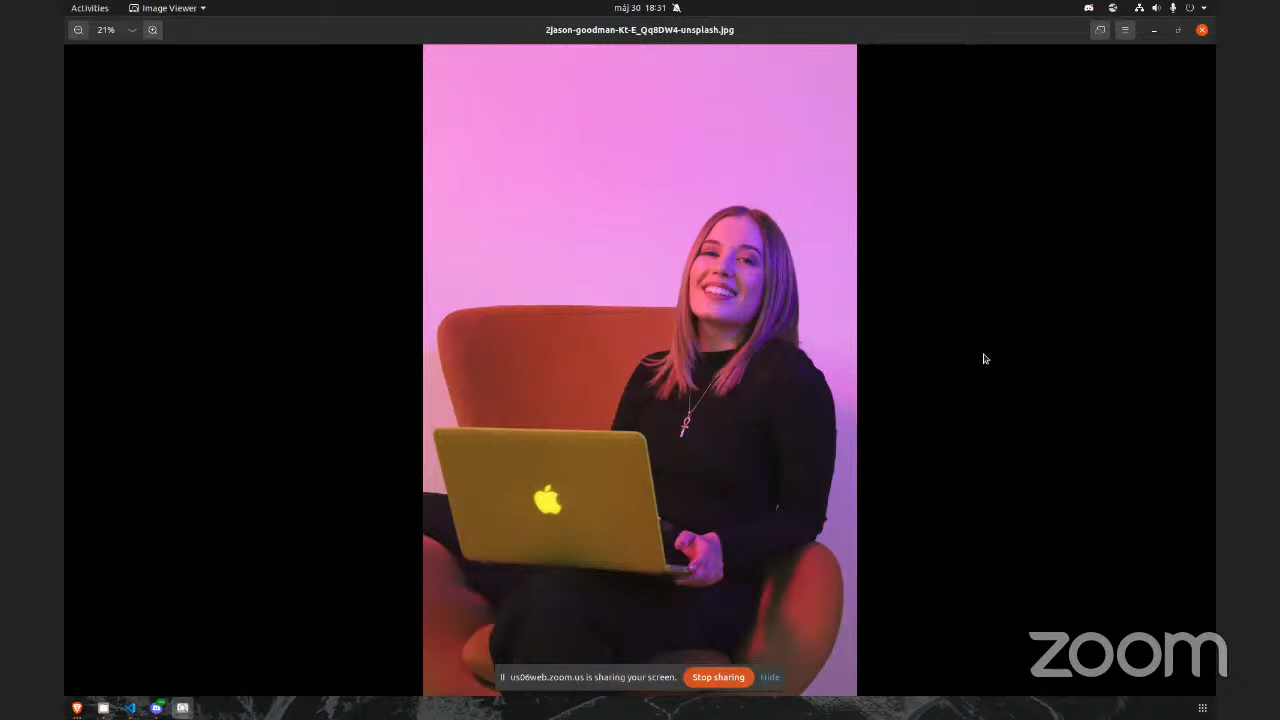 Activities
Image Viewer
máj 30 18:31
21%
2jason-goodman-Kt-E_Qq8DW4-unsplash.jpg
us06web.zoom.us is sharing your screen.
Stop sharing
Hide
zoom